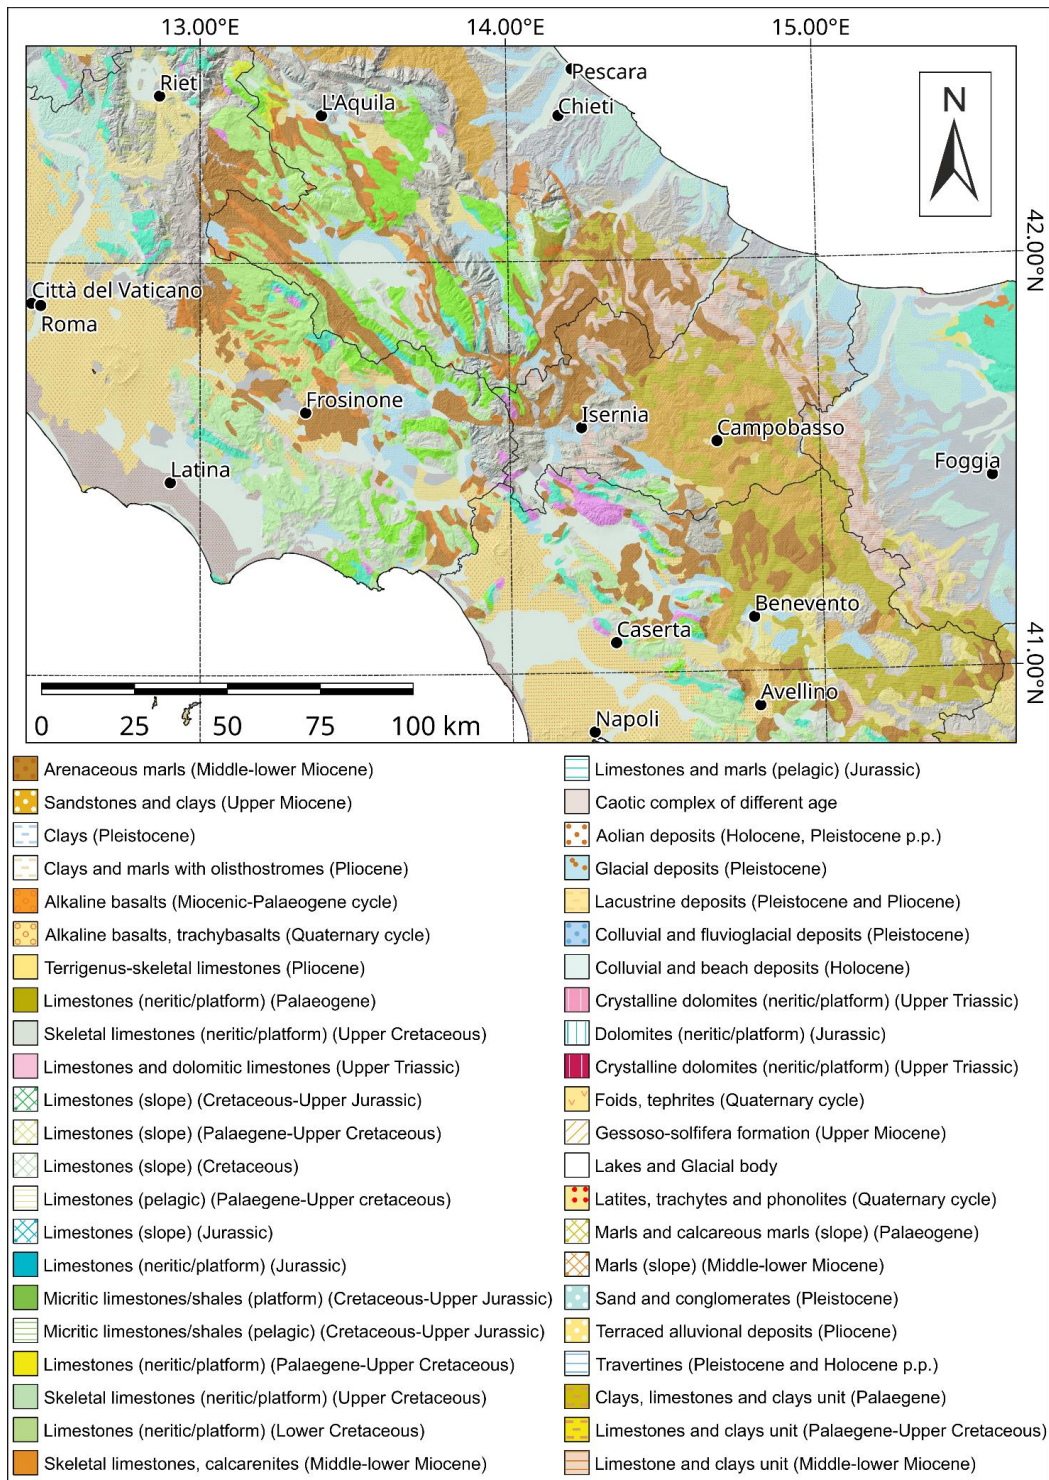 13.00°E 14.00°E 15.00°E
Pescara
Rieti
L'Aquila
Chieti
N
42.00°N
Città del Vaticano
Roma
Frosinone
Isernia
Campobasso
Foggia
Latina
Benevento
Caserta
41.00°N
Avellino
Napoli
0 25 50 75 100 km
Arenaceous marls (Middle-lower Miocene)
Sandstones and clays (Upper Miocene)
Clays (Pleistocene)
Clays and marls with olisthostromes (Pliocene)
Alkaline basalts (Miocenic-Palaeogene cycle)
Alkaline basalts, trachybasalts (Quaternary cycle)
Terrigenus-skeletal limestones (Pliocene)
Limestones (neritic/platform) (Palaeogene)
Skeletal limestones (neritic/platform) (Upper Cretaceous)
Limestones and dolomitic limestones (Upper Triassic)
Limestones (slope) (Cretaceous-Upper Jurassic)
Limestones (slope) (Palaegene-Upper Cretaceous)
Limestones (slope) (Cretaceous)
Limestones (pelagic) (Palaegene-Upper cretaceous)
Limestones (slope) (Jurassic)
Limestones (neritic/platform) (Jurassic)
Micritic limestones/shales (platform) (Cretaceous-Upper Jurassic)
Micritic limestones/shales (pelagic) (Cretaceous-Upper Jurassic)
Limestones (neritic/platform) (Palaegene-Upper Cretaceous)
Skeletal limestones (neritic/platform) (Upper Cretaceous)
Limestones (neritic/platform) (Lower Cretaceous)
Skeletal limestones, calcarenites (Middle-lower Miocene)
Limestones and marls (pelagic) (Jurassic)
Caotic complex of different age
Aolian deposits (Holocene, Pleistocene p.p.)
Glacial deposits (Pleistocene)
Lacustrine deposits (Pleistocene and Pliocene)
Colluvial and fluvioglacial deposits (Pleistocene)
Colluvial and beach deposits (Holocene)
Crystalline dolomites (neritic/platform) (Upper Triassic)
Dolomites (neritic/platform) (Jurassic)
Crystalline dolomites (neritic/platform) (Upper Triassic)
Foids, tephrites (Quaternary cycle)
Gessoso-solfifera formation (Upper Miocene)
Lakes and Glacial body
Latites, trachytes and phonolites (Quaternary cycle)
Marls and calcareous marls (slope) (Palaeogene)
Marls (slope) (Middle-lower Miocene)
Sand and conglomerates (Pleistocene)
Terraced alluvional deposits (Pliocene)
Travertines (Pleistocene and Holocene p.p.)
Clays, limestones and clays unit (Palaegene)
Limestones and clays unit (Palaegene-Upper Cretaceous)
Limestone and clays unit (Middle-lower Miocene)